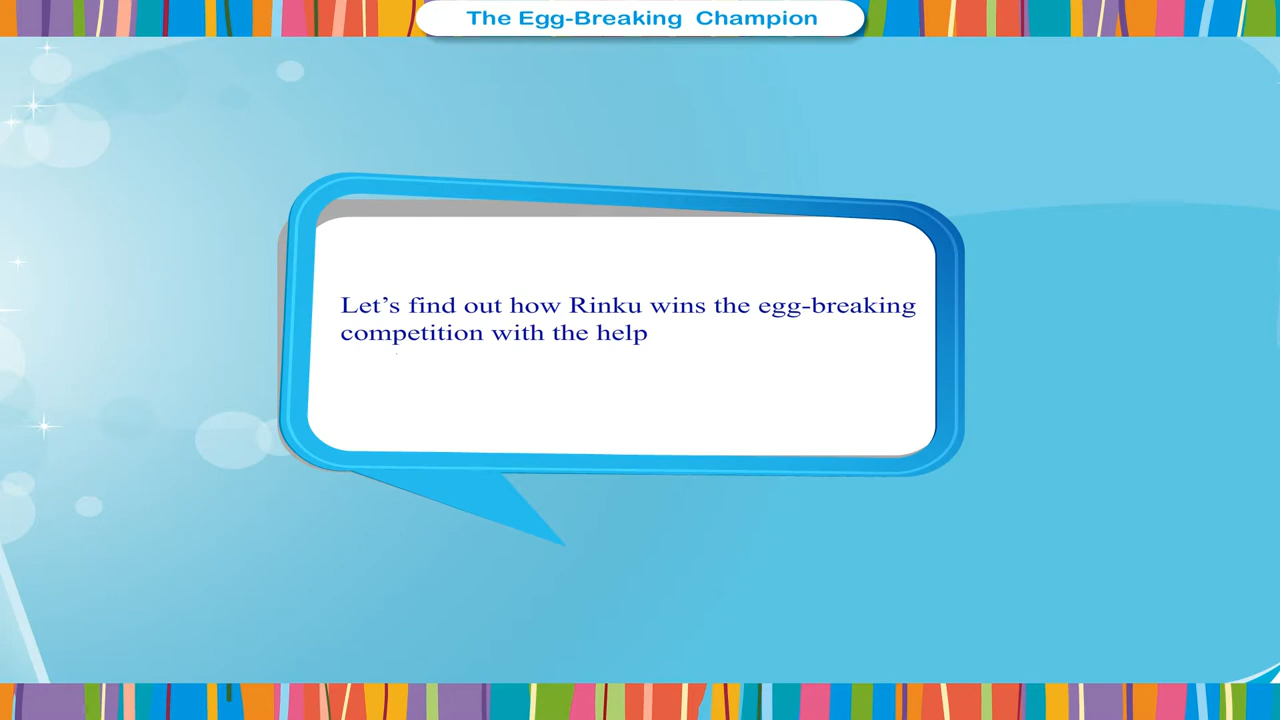 The Egg-Breaking Champion
Let’s find out how Rinku wins the egg-breaking
competition with the help